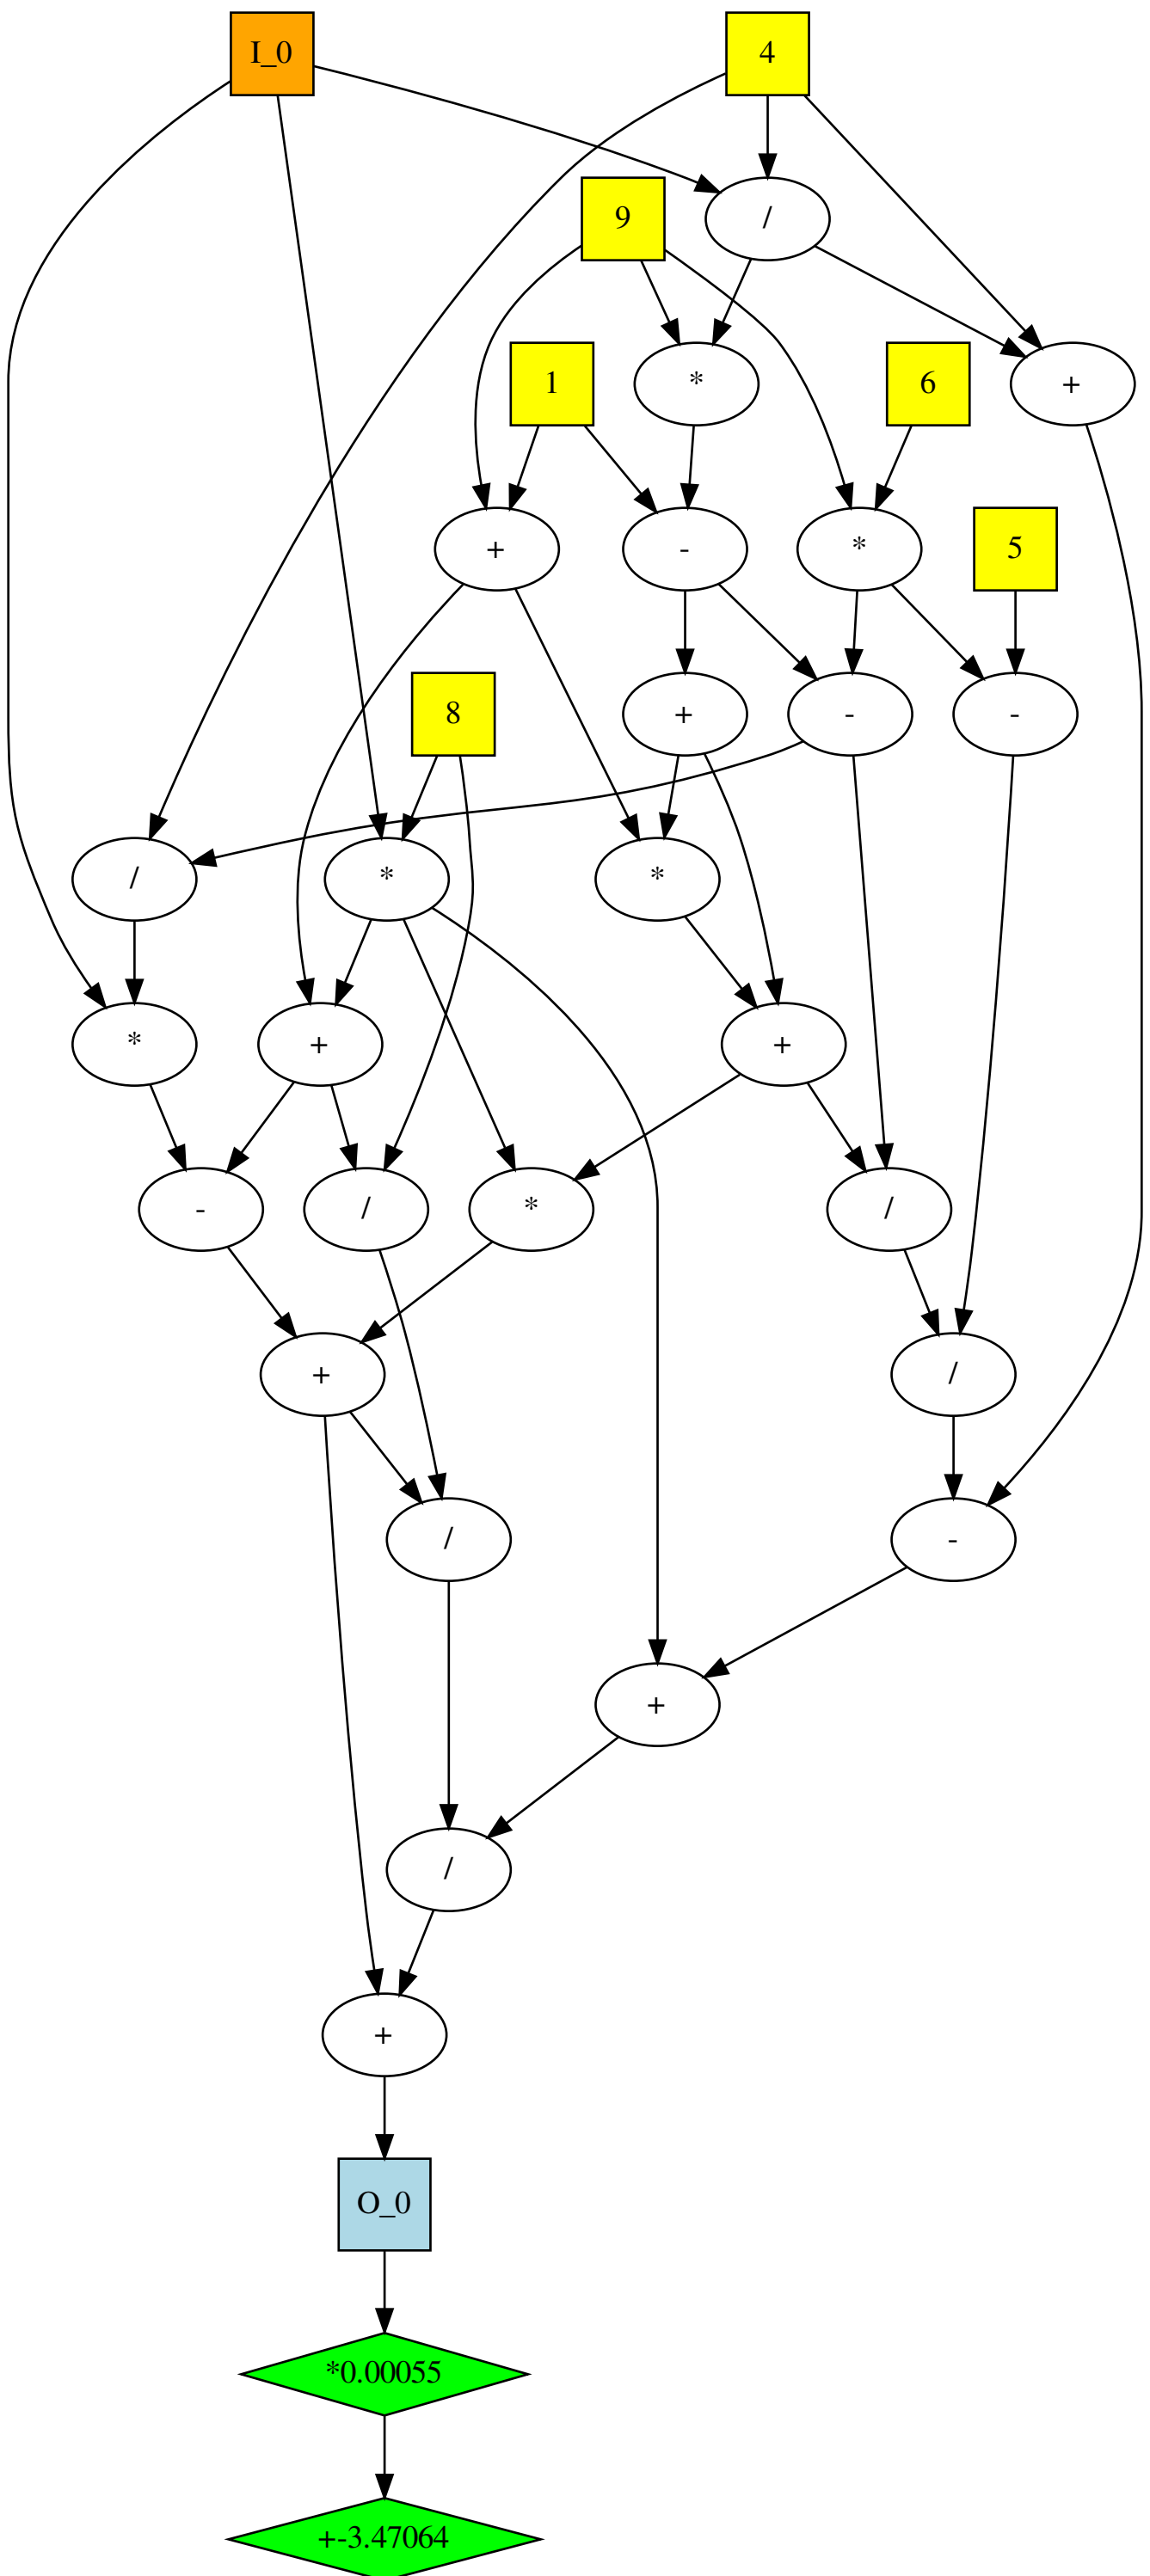 I_0 4
9 /
1 * 6 +
+ - * 5
8 + - -
/ * *
* + +
- / * /
+ /
/ -
+
/
+
O_0
*0.00055
+-3.47064